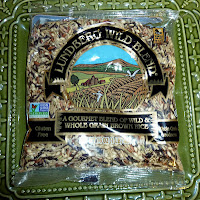 LUNDBERG WILD BLEND
A GOURMET BLEND OF WILD &
WHOLE GRAIN BROWN RICE
Gluten
Free